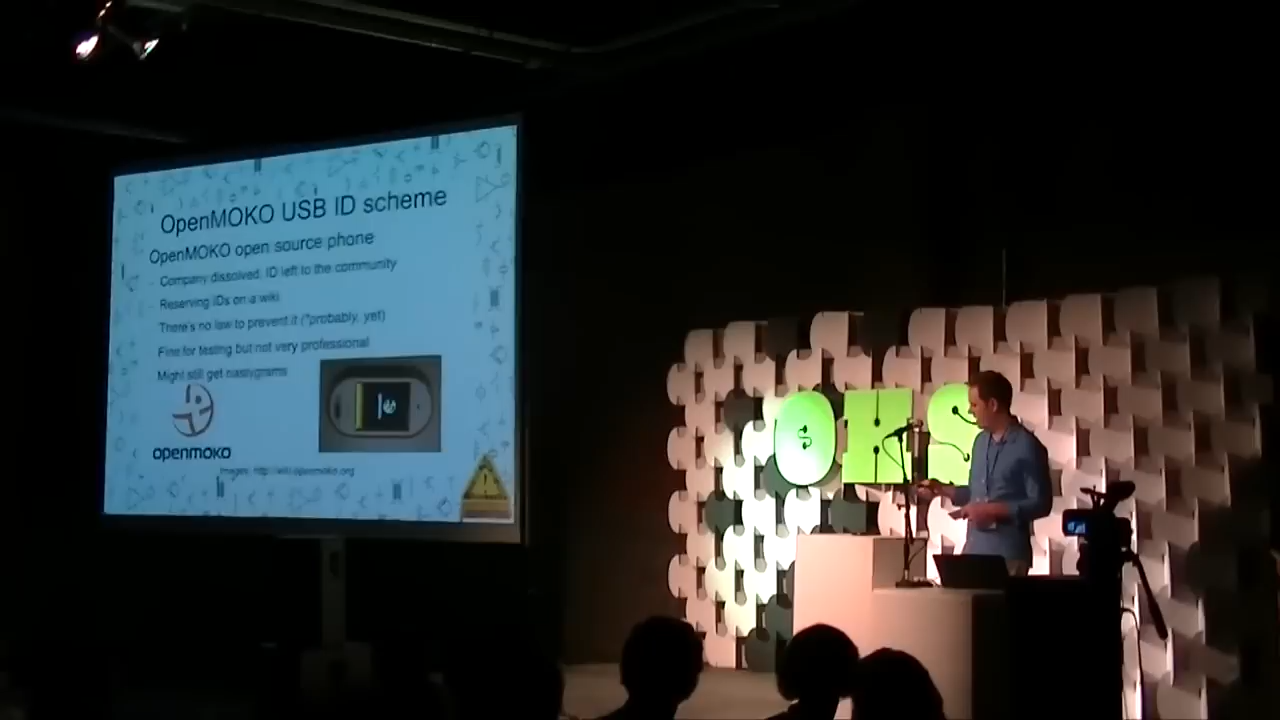 OpenMOKO USB ID scheme
OpenMOKO open source phone
- Company dissolved, ID left to the community
- Reserving IDs on a wiki
There's no law to prevent it (*probably, yet)
Fine for testing but not very professional
Might still get nastygrams
openmoko
Images: http://wiki.openmoko.org
OHS